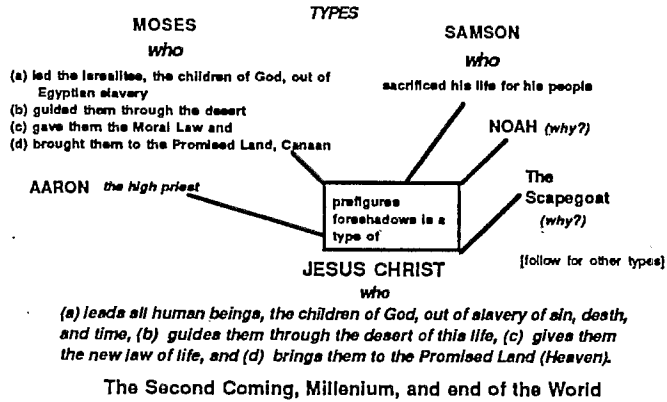 TYPES
MOSES
who
(a) led the Israelites, the children of God, out of
Egyptian slavery
(b) guided them through the desert
(c) gave them the Moral Law and
(d) brought them to the Promised Land, Canaan
SAMSON
who
sacrificed his life for his people
NOAH (why?)
AARON the high priest
The
Scapegoat
(why?)
prefigures
foreshadows is a
type of
[follow for other types]
JESUS CHRIST
who
(a) leads all human beings, the children of God, out of slavery of sin, death,
and time, (b) guides them through the desert of this life, (c) gives them
the new law of life, and (d) brings them to the Promised Land (Heaven).
The Second Coming, Millenium, and end of the World